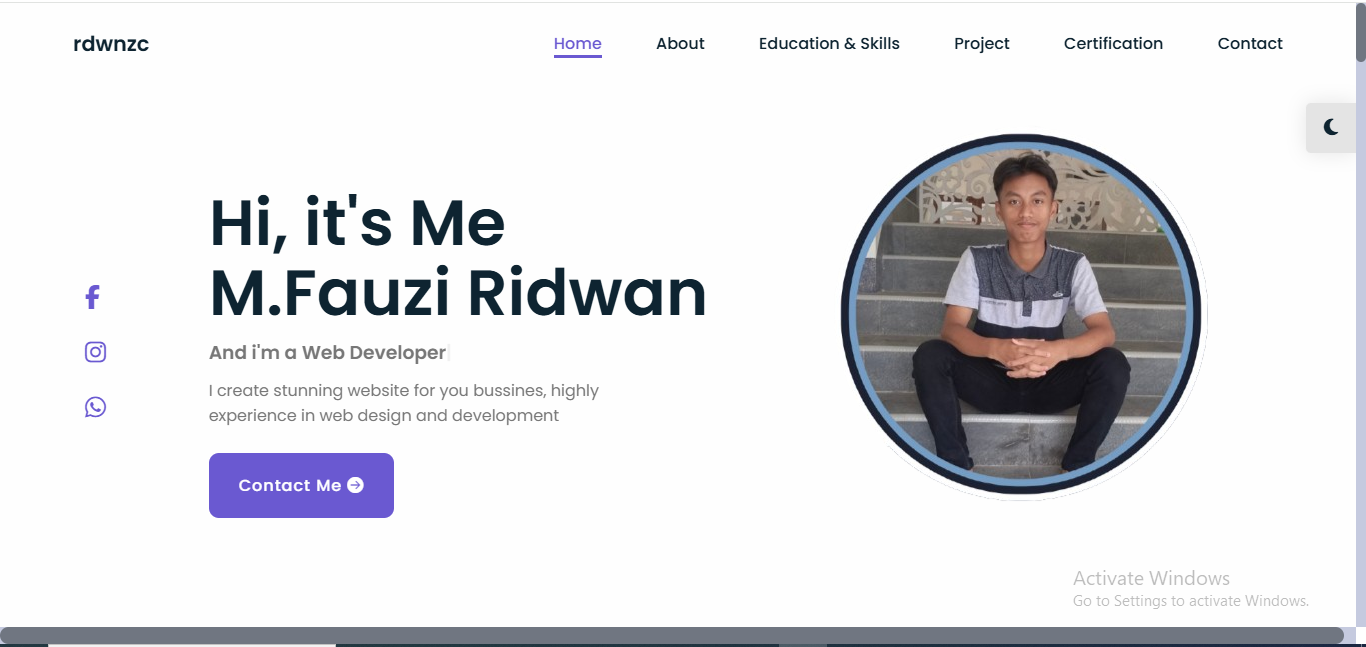 rdwnzc
Home About Education & Skills Project Certification Contact
Hi, it's Me
M.Fauzi Ridwan
And i'm a Web Developer
I create stunning website for you bussines, highly
experience in web design and development
Contact Me
Activate Windows
Go to Settings to activate Windows.